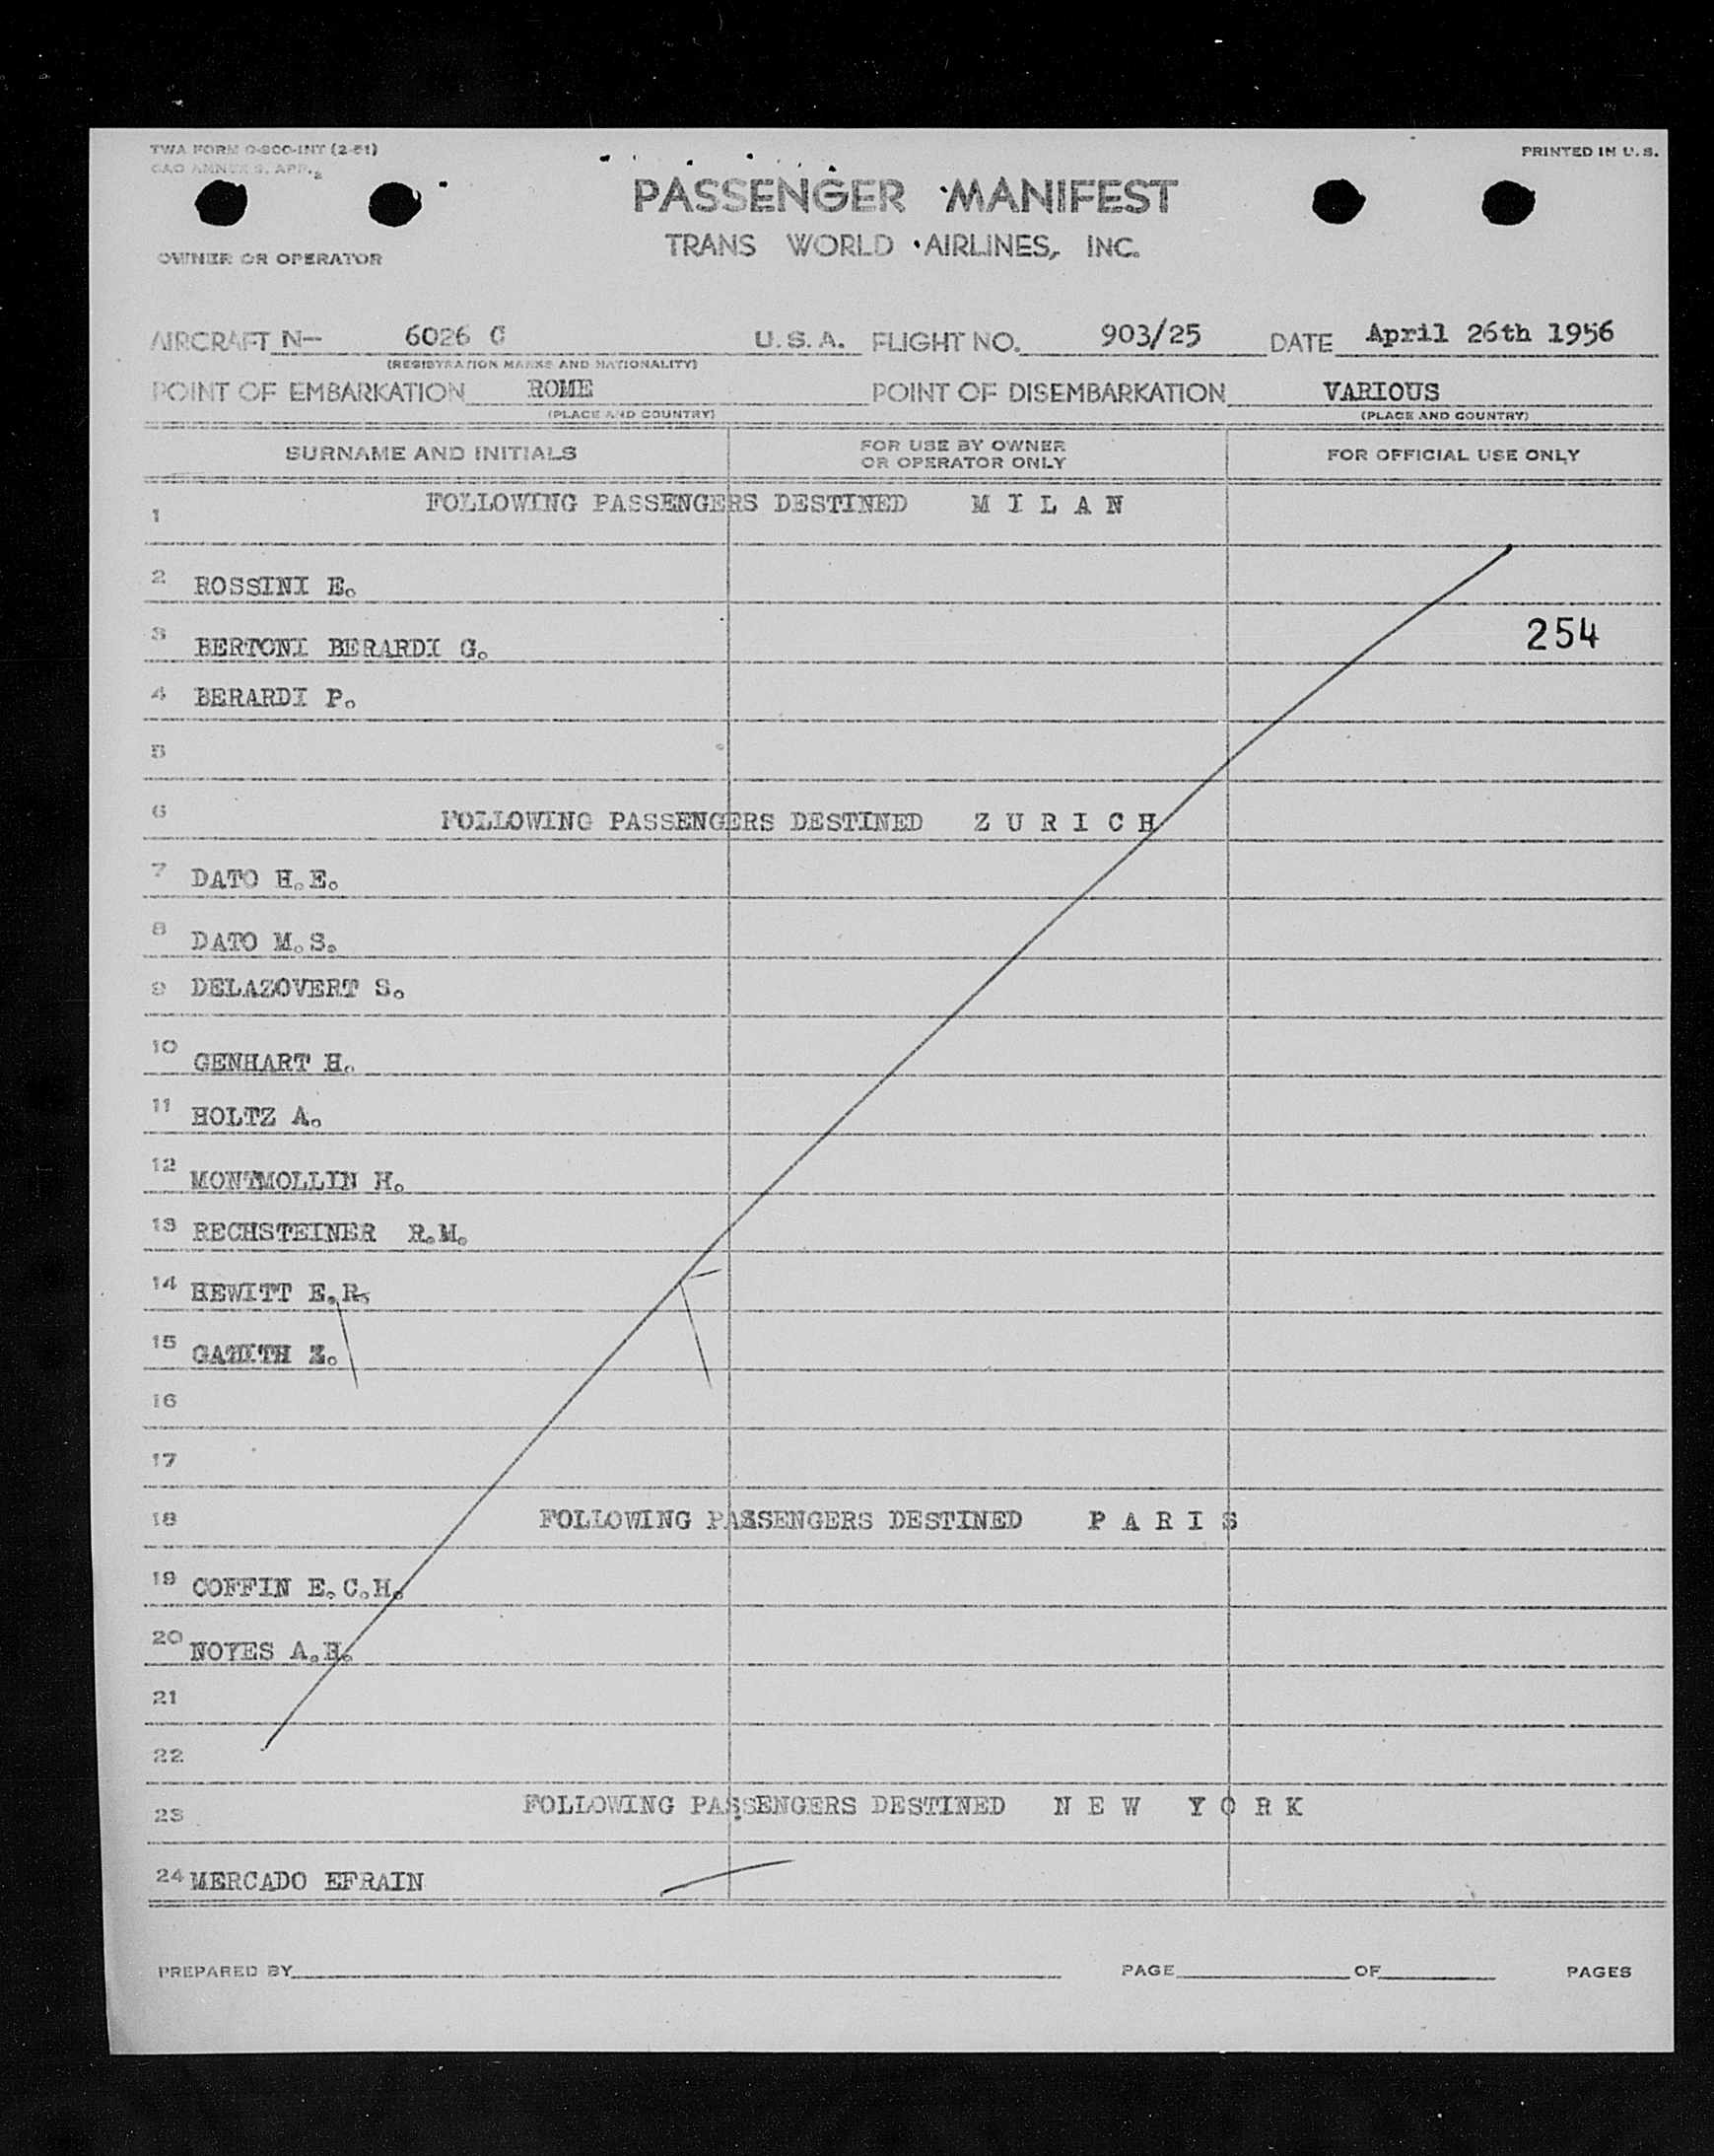 TWA FORM O-800-INT (2-51)
PRINTED IN U. S.
PASSENGER MANIFEST
TRANS WORLD AIRLINES, INC.
OWNER OR OPERATOR
AIRCRAFT N— 6026 C U. S. A. FLIGHT NO. 903/25 DATE April 26th 1956
(REGISTRATION MARKS AND NATIONALITY)
POINT OF EMBARKATION ROME POINT OF DISEMBARKATION VARIOUS
(PLACE AND COUNTRY) (PLACE AND COUNTRY)
SURNAME AND INITIALS FOR USE BY OWNER OR OPERATOR ONLY FOR OFFICIAL USE ONLY
1 FOLLOWING PASSENGERS DESTINED M I L A N
2 ROSSINI E.
3 BERTONI BERARDI G. 254
4 BERARDI P.
5
6 FOLLOWING PASSENGERS DESTINED Z U R I C H
7 DATO H.E.
8 DATO M.S.
9 DELAZOVERT S.
10 GENHART H.
11 HOLTZ A.
12 MONTMOLLIN H.
13 RECHSTEINER R.M.
14 HEWITT E.R.
15 Z.
16
17
18 FOLLOWING PASSENGERS DESTINED P A R I S
19 COFFIN E.C.H.
20 NOYES A.H.
21
22
23 FOLLOWING PASSENGERS DESTINED N E W Y O R K
24 MERCADO EFRAIN
PREPARED BY PAGE OF PAGES